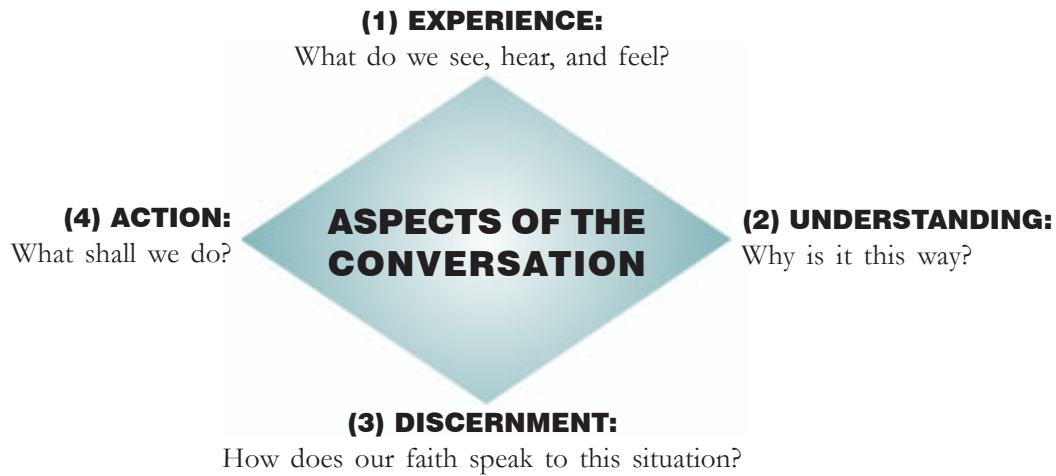 (1) EXPERIENCE:
What do we see, hear, and feel?
(4) ACTION:
What shall we do?
ASPECTS OF THE
CONVERSATION
(2) UNDERSTANDING:
Why is it this way?
(3) DISCERNMENT:
How does our faith speak to this situation?